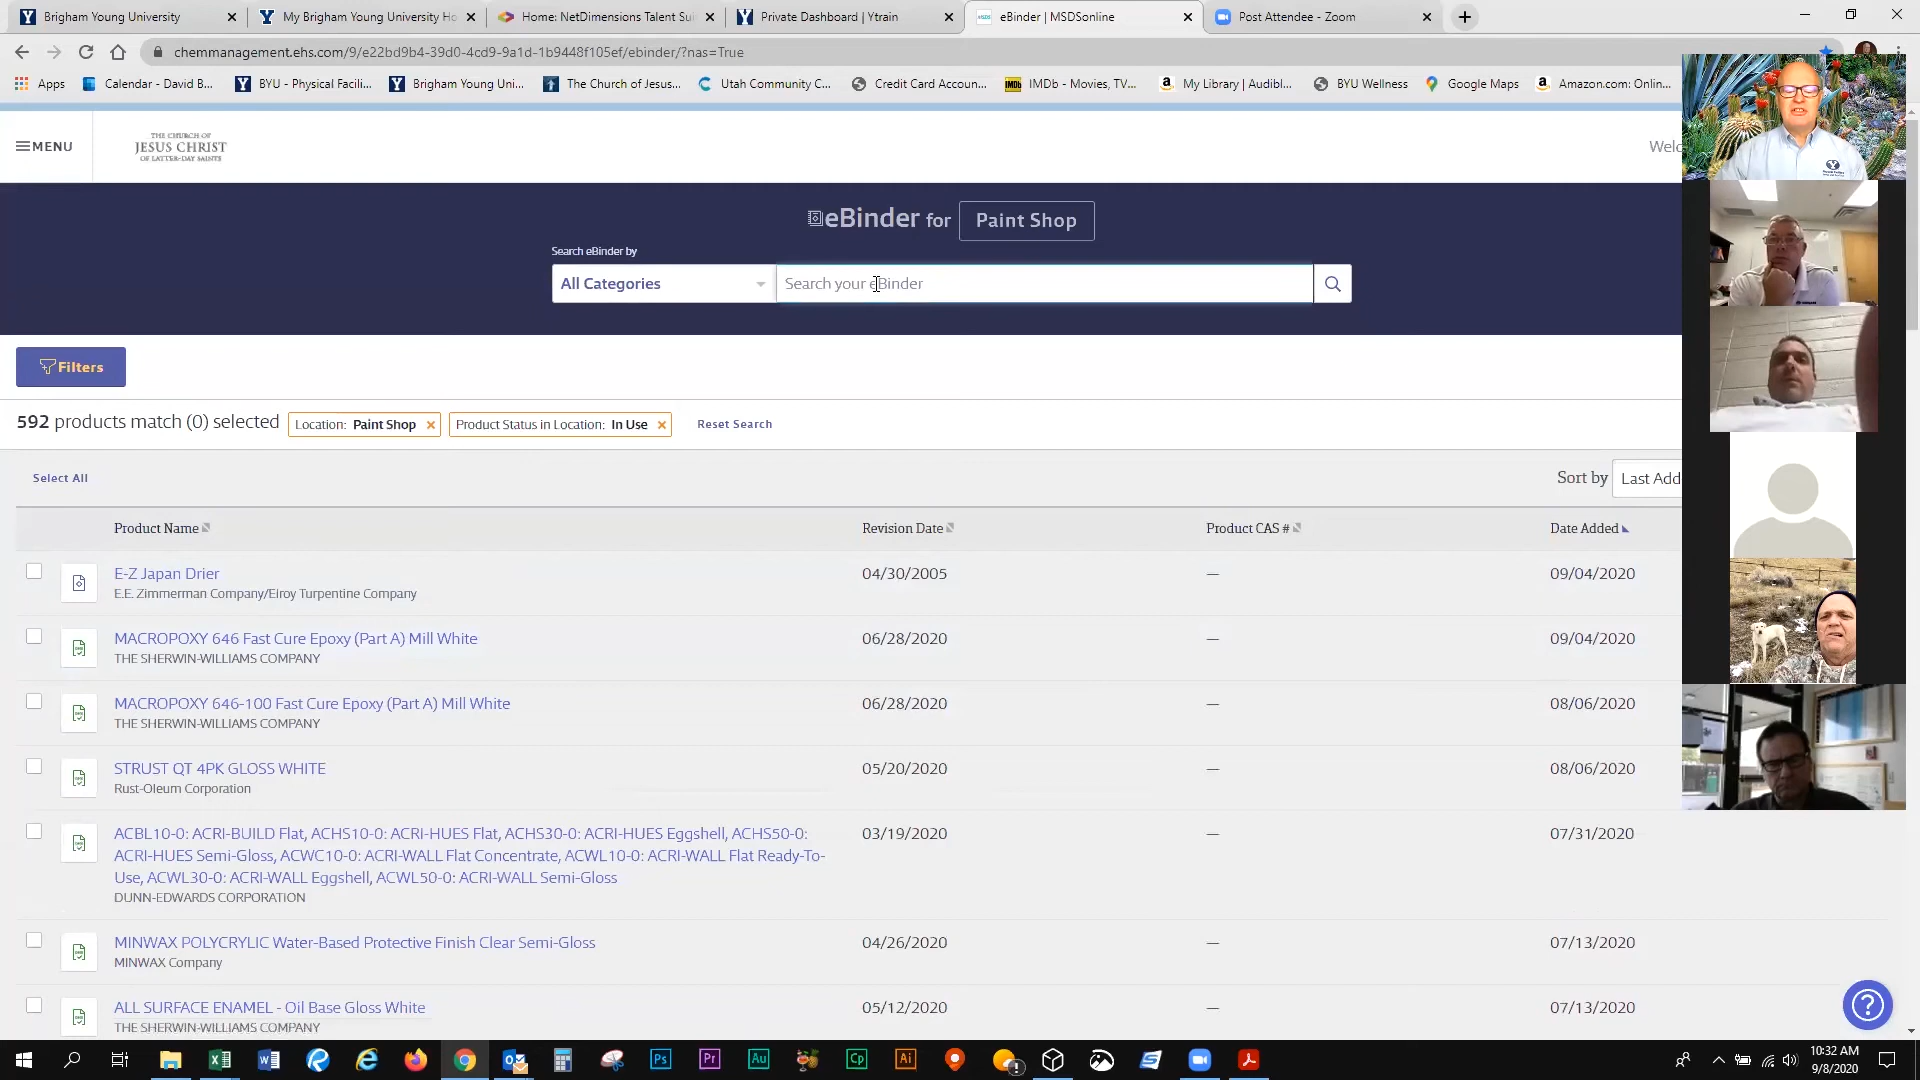 Brigham Young University
My Brigham Young University Ho
Home: NetDimensions Talent Sui
Private Dashboard | Ytrain
eBinder | MSDSonline
Post Attendee - Zoom
chemmanagement.ehs.com/9/e22bd9b4-39d0-4cd9-9a1d-1b9448f105ef/ebinder/?nas=True
Apps
Calendar - David B...
BYU - Physical Facili...
Brigham Young Uni...
The Church of Jesus...
Utah Community C...
Credit Card Accoun...
IMDb - Movies, TV...
My Library | Audibl...
BYU Wellness
Google Maps
Amazon.com: Onlin...
MENU
THE CHURCH OF
JESUS CHRIST
OF LATTER-DAY SAINTS
Welc
eBinder for Paint Shop
Search eBinder by
All Categories
Search your eBinder
Filters
592 products match (0) selected
Location: Paint Shop ×
Product Status in Location: In Use ×
Reset Search
Select All
Sort by Last Add
Product Name
Revision Date
Product CAS #
Date Added
E-Z Japan Drier
E.E. Zimmerman Company/Elroy Turpentine Company
04/30/2005
—
09/04/2020
MACROPOXY 646 Fast Cure Epoxy (Part A) Mill White
THE SHERWIN-WILLIAMS COMPANY
06/28/2020
—
09/04/2020
MACROPOXY 646-100 Fast Cure Epoxy (Part A) Mill White
THE SHERWIN-WILLIAMS COMPANY
06/28/2020
—
08/06/2020
STRUST QT 4PK GLOSS WHITE
Rust-Oleum Corporation
05/20/2020
—
08/06/2020
ACBL10-0: ACRI-BUILD Flat, ACHS10-0: ACRI-HUES Flat, ACHS30-0: ACRI-HUES Eggshell, ACHS50-0:
ACRI-HUES Semi-Gloss, ACWC10-0: ACRI-WALL Flat Concentrate, ACWL10-0: ACRI-WALL Flat Ready-To-
Use, ACWL30-0: ACRI-WALL Eggshell, ACWL50-0: ACRI-WALL Semi-Gloss
DUNN-EDWARDS CORPORATION
03/19/2020
—
07/31/2020
MINWAX POLYCRYLIC Water-Based Protective Finish Clear Semi-Gloss
MINWAX Company
04/26/2020
—
07/13/2020
ALL SURFACE ENAMEL - Oil Base Gloss White
THE SHERWIN-WILLIAMS COMPANY
05/12/2020
—
07/13/2020
10:32 AM
9/8/2020